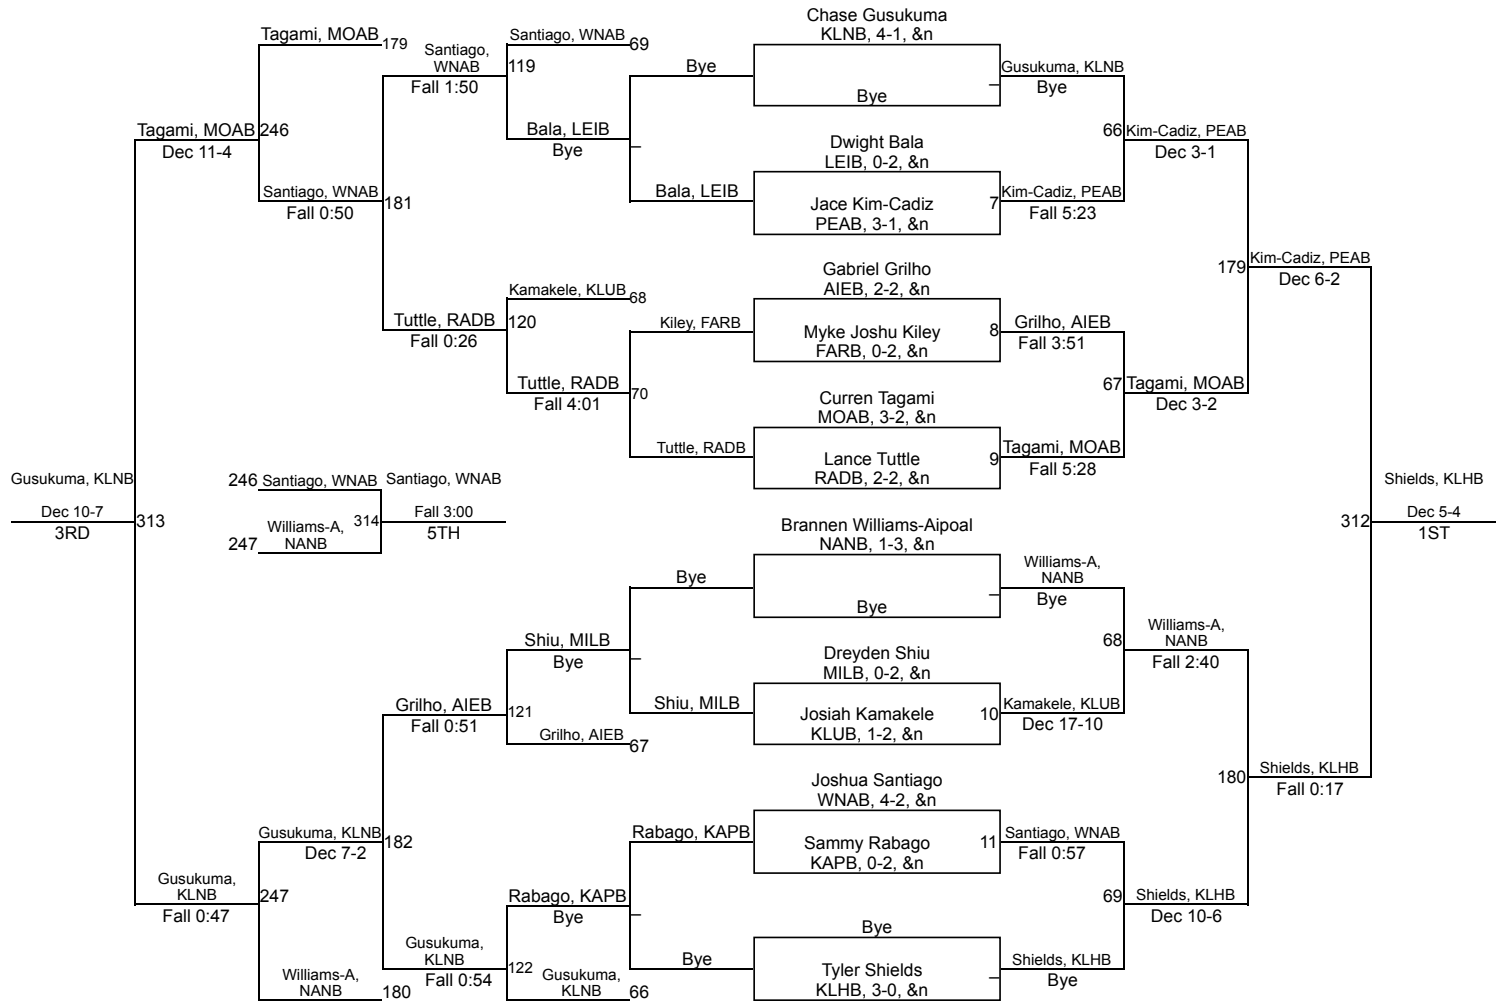 Chase Gusukuma
KLNB, 4-1, &n
Tagami, MOAB
179
Santiago,
WNAB
Fall 1:50
Santiago, WNAB
69
119
Bye
Bye
Gusukuma, KLNB
Bye
Tagami, MOAB
246
Dec 11-4
Bala, LEIB
Bye
Dwight Bala
LEIB, 0-2, &n
66
Kim-Cadiz, PEAB
Dec 3-1
Santiago, WNAB
Fall 0:50
181
Bala, LEIB
Jace Kim-Cadiz
PEAB, 3-1, &n
7
Kim-Cadiz, PEAB
Fall 5:23
179
Kim-Cadiz, PEAB
Dec 6-2
Gabriel Grilho
AIEB, 2-2, &n
Kamakele, KLUB
68
Tuttle, RADB
Fall 0:26
120
Kiley, FARB
Myke Joshu Kiley
FARB, 0-2, &n
8
Grilho, AIEB
Fall 3:51
Tuttle, RADB
Fall 4:01
70
Curren Tagami
MOAB, 3-2, &n
67
Tagami, MOAB
Dec 3-2
Tuttle, RADB
Lance Tuttle
RADB, 2-2, &n
9
Tagami, MOAB
Fall 5:28
Gusukuma, KLNB
Dec 10-7
3RD
313
246
Santiago, WNAB
Williams-A,
NANB
247
314
Santiago, WNAB
Fall 3:00
5TH
312
Shields, KLHB
Dec 5-4
1ST
Brannen Williams-Aipoal
NANB, 1-3, &n
Bye
Bye
Williams-A,
NANB
Bye
Shiu, MILB
Bye
Dreyden Shiu
MILB, 0-2, &n
68
Williams-A,
NANB
Fall 2:40
Grilho, AIEB
Fall 0:51
121
Shiu, MILB
Josiah Kamakele
KLUB, 1-2, &n
10
Kamakele, KLUB
Dec 17-10
Grilho, AIEB
67
180
Shields, KLHB
Fall 0:17
Joshua Santiago
WNAB, 4-2, &n
Gusukuma, KLNB
Dec 7-2
182
Rabago, KAPB
Sammy Rabago
KAPB, 0-2, &n
11
Santiago, WNAB
Fall 0:57
Gusukuma,
KLNB
Fall 0:47
247
Rabago, KAPB
Bye
Bye
69
Shields, KLHB
Dec 10-6
Gusukuma,
KLNB
Fall 0:54
122
Bye
Tyler Shields
KLHB, 3-0, &n
Shields, KLHB
Bye
Williams-A,
NANB
180
Gusukuma,
KLNB
66